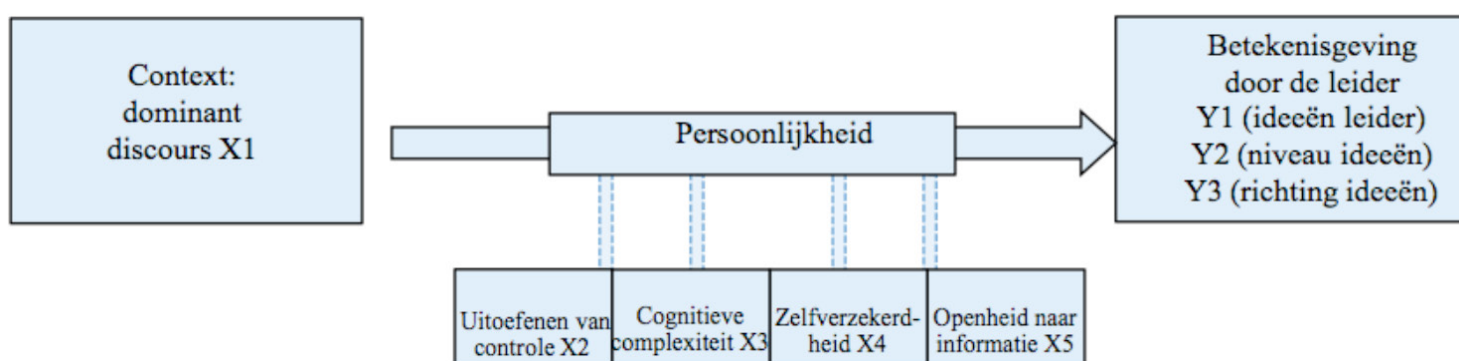 Context:
dominant
discours X1
Persoonlijkheid
Betekenisgeving
door de leider
Y1 (ideeën leider)
Y2 (niveau ideeën)
Y3 (richting ideeën)
Uitoefenen van
controle X2
Cognitieve
complexiteit X3
Zelfverzekerd-
heid X4
Openheid naar
informatie X5